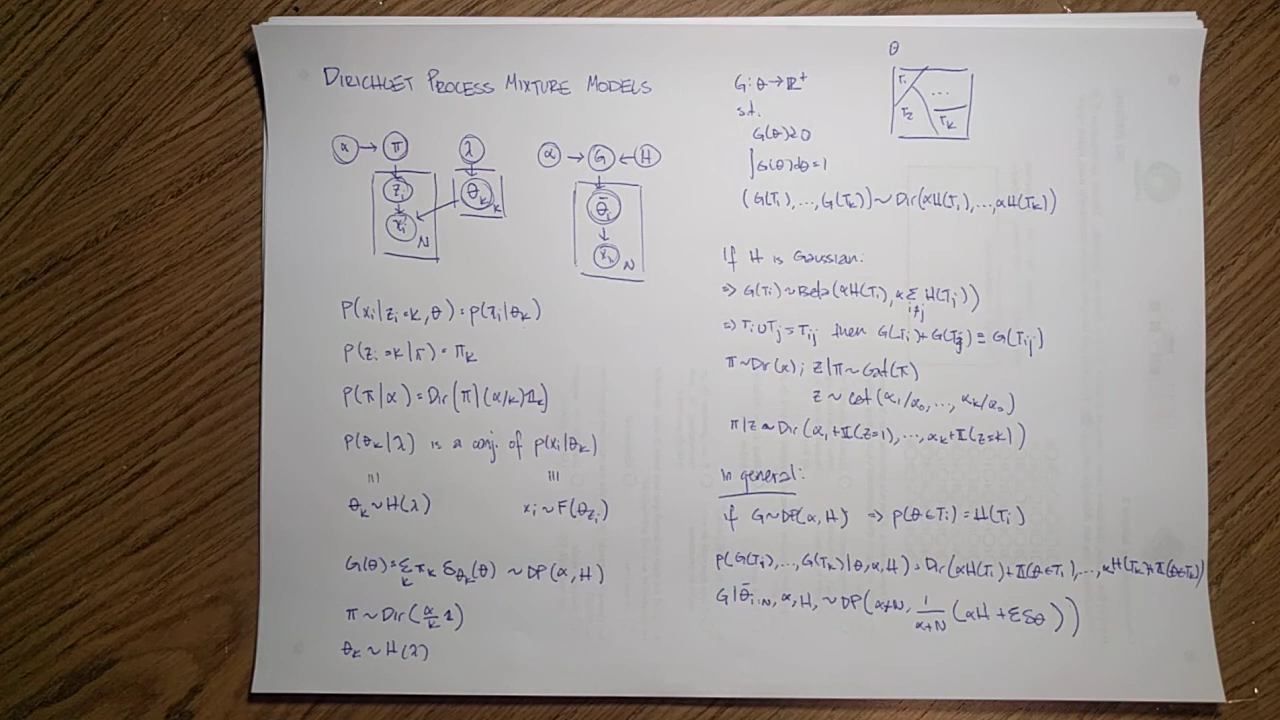 DIRICHLET PROCESS MIXTURE MODELS
α → π λ
z_i θ_k K
x_i N
α → G ← H
θ̄_i
x_i N
P(x_i|z_i=k, θ) = p(x_i|θ_k)
P(z_i=k|π) = π_k
P(π|α) = Dir(π|(α/K)𝟙_k)
P(θ_k|λ) is a conj. of p(x_i|θ_k)
III III
θ_k ~ H(λ) x_i ~ F(θ_{z_i})
G(θ) = Σ_k π_k δ_{θ_k}(θ) ~ DP(α, H)
π ~ Dir(α/K 𝟙)
θ_k ~ H(λ)
θ
T_1 ...
T_2 T_K
G: θ → ℝ⁺
s.t.
G(θ) ≥ 0
∫G(θ)dθ = 1
(G(T_1), ..., G(T_K)) ~ Dir(αH(T_1), ..., αH(T_K))
If H is Gaussian:
⇒ G(T_i) ~ Beta(αH(T_i), α Σ_{i≠j} H(T_j))
⇒ T_i ∪ T_j = T_ij then G(T_i) + G(T_j) = G(T_ij)
π ~ Dir(α); z|π ~ Cat(π)
z ~ Cat(α_1/α_0, ..., α_K/α_0)
π|z ~ Dir(α_1+𝕀(z=1), ..., α_K+𝕀(z=K))
In general:
if G ~ DP(α, H) ⇒ p(θ ∈ T_i) = H(T_i)
P(G(T_1), ..., G(T_K)|θ, α, H) = Dir(αH(T_1)+𝕀(θ∈T_1), ..., αH(T_K)+𝕀(θ∈T_K))
G|θ̄_{1:N}, α, H, ~ DP(α+N, 1/(α+N) (αH + Σδ_θ))